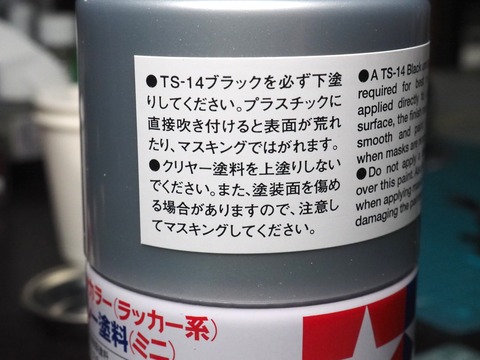 ●TS-14ブラックを必ず下塗
りしてください。プラスチックに
直接吹き付けると表面が荒れ
たり、マスキングではがれます。
●クリヤー塗料を上塗りしない
でください。また、塗装面を傷め
る場合がありますので、注意し
てマスキングしてください。
●A TS-14 Black
required for
applied directly
surface, the
smooth and
when masks are
●Do not apply
over this paint.
when applying
damaging the
カラー(ラッカー系)
ー塗料(ミニ)